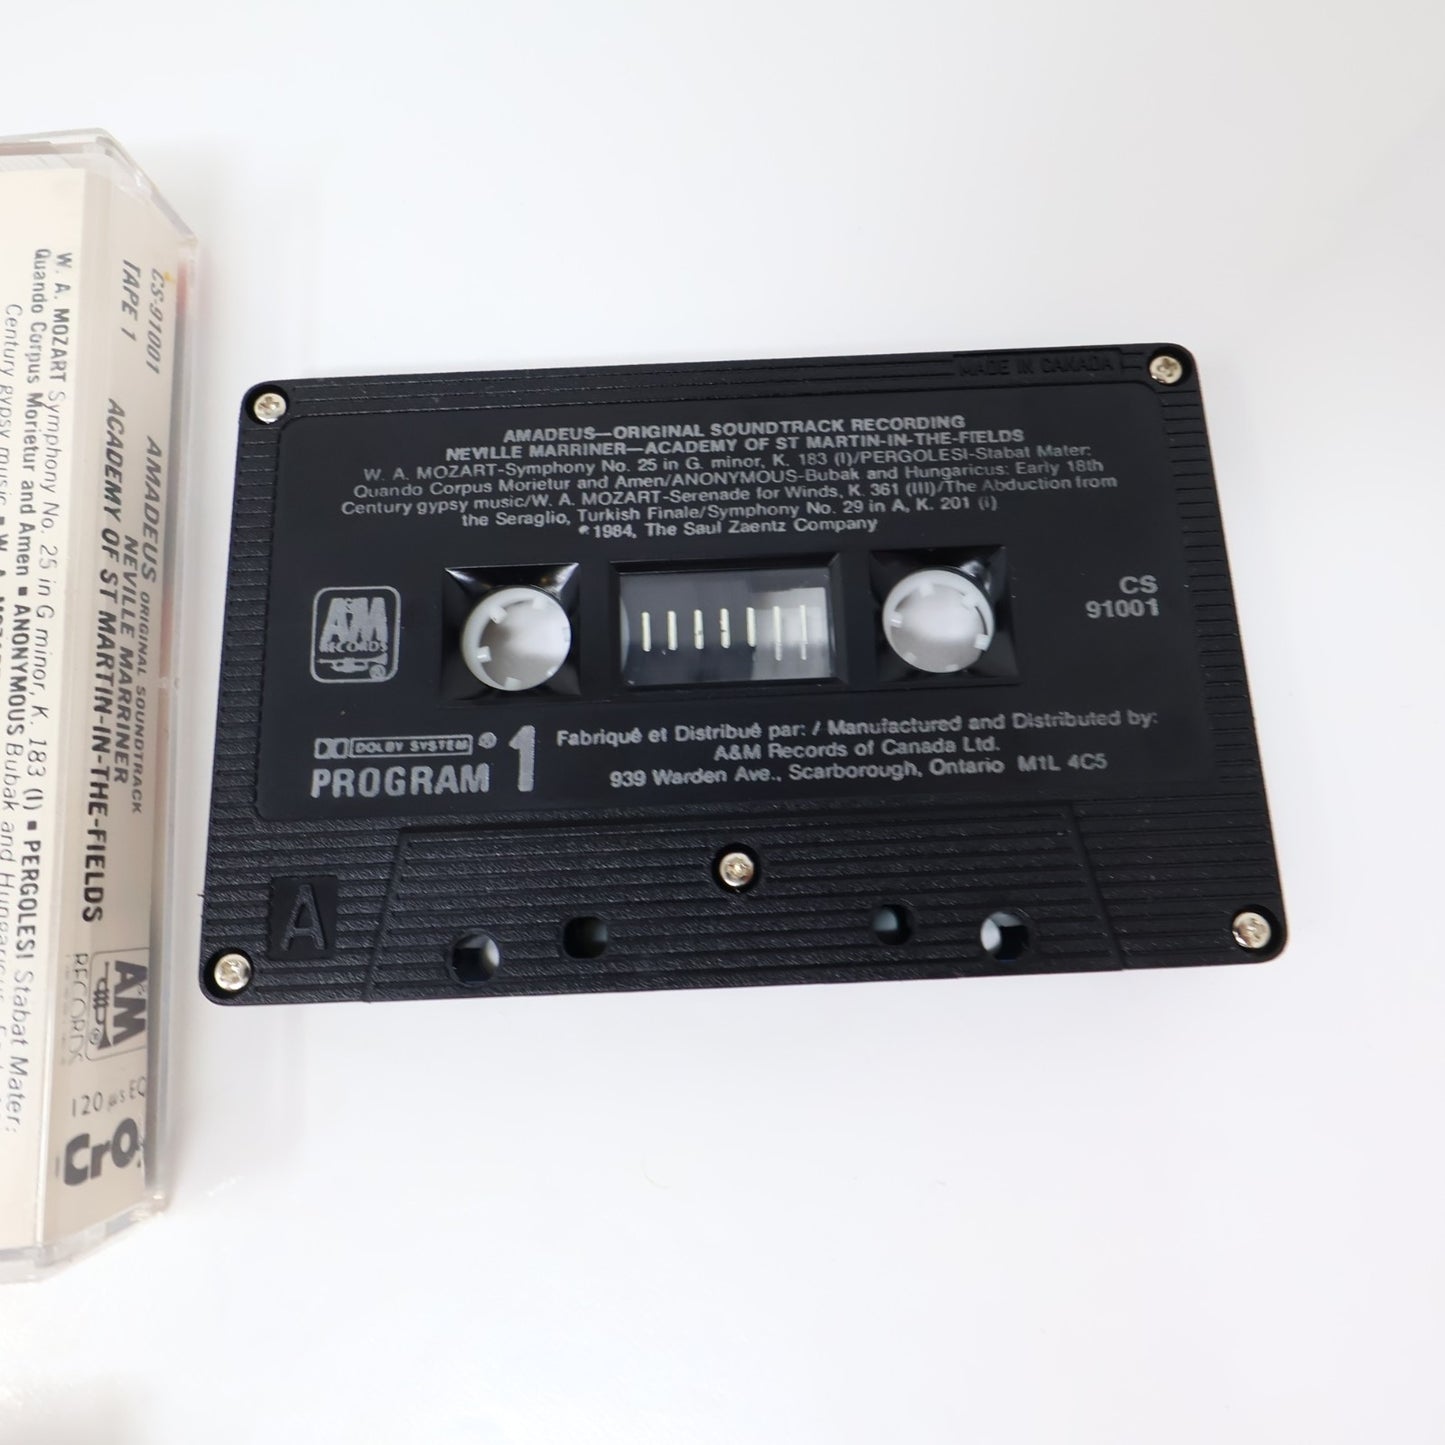 MADE IN CANADA
AMADEUS—ORIGINAL SOUNDTRACK RECORDING
NEVILLE MARRINER—ACADEMY OF ST MARTIN-IN-THE-FIELDS
W. A. MOZART-Symphony No. 25 in G. minor, K. 183 (I)/PERGOLESI-Stabat Mater:
Quando Corpus Morietur and Amen/ANONYMOUS-Bubak and Hungaricus: Early 18th
Century gypsy music/W. A. MOZART-Serenade for Winds, K. 361 (III)/The Abduction from
the Seraglio, Turkish Finale/Symphony No. 29 in A, K. 201 (i)
℗1984, The Saul Zaentz Company
A&M
RECORDS
®
CS
91001
DOLBY SYSTEM ®
PROGRAM 1
Fabriqué et Distribué par: / Manufactured and Distributed by:
A&M Records of Canada Ltd.
939 Warden Ave., Scarborough, Ontario M1L 4C5
A
CS-91001 AMADEUS ORIGINAL SOUNDTRACK
TAPE 1 NEVILLE MARRINER
ACADEMY OF ST MARTIN-IN-THE-FIELDS
A&M
RECORDS
®
120 µs EQ
CrO
W. A. MOZART Symphony No. 25 in G minor, K. 183 (I) ▪ PERGOLESI Stabat Mater:
Quando Corpus Morietur and Amen ▪ ANONYMOUS Bubak and Hungaricus:
Century gypsy music ▪ W. A. MOZART